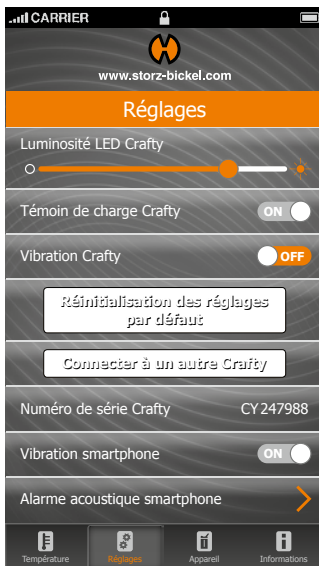 CARRIER
www.storz-bickel.com
Réglages
Luminosité LED Crafty
Témoin de charge Crafty
ON
Vibration Crafty
OFF
Réinitialisation des réglages
par défaut
Connecter à un autre Crafty
Numéro de série Crafty CY247988
Vibration smartphone
ON
Alarme acoustique smartphone
Température Réglages Appareil Informations